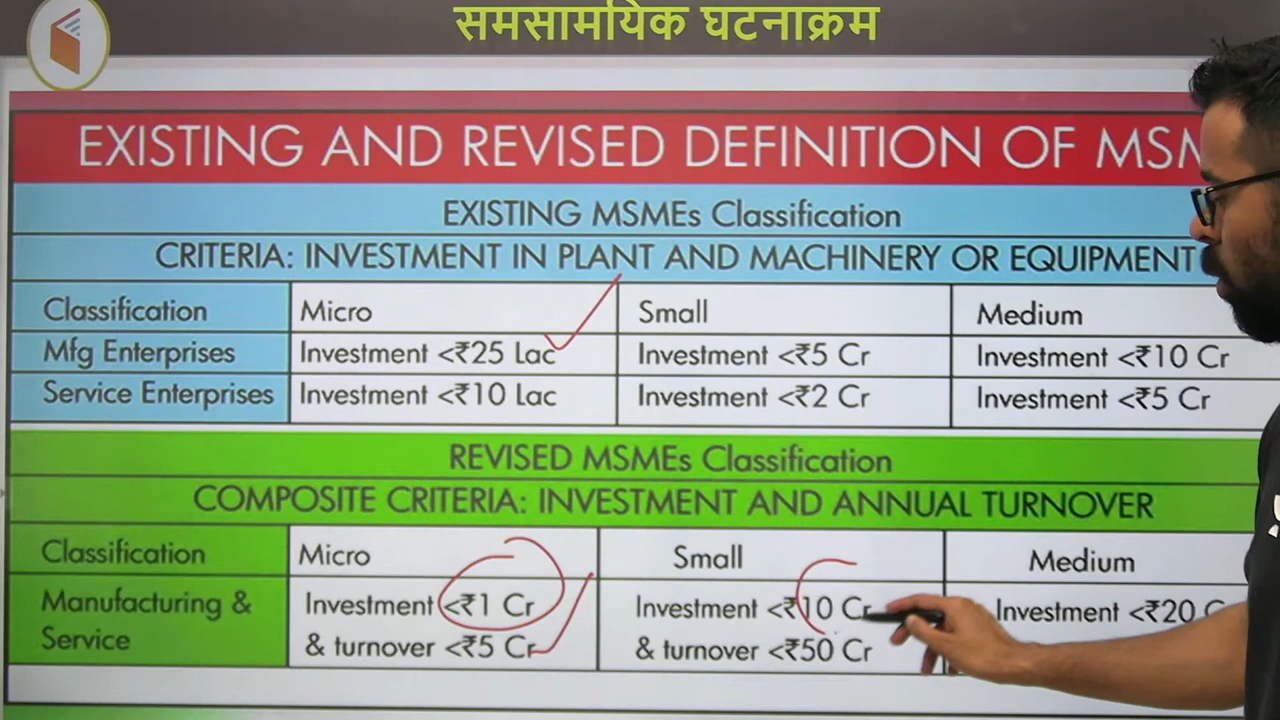 समसामयिक घटनाक्रम
EXISTING AND REVISED DEFINITION OF
EXISTING MSMEs Classification
CRITERIA: INVESTMENT IN PLANT AND MACHINERY OR EQUIPMENT
Classification Micro Small Medium
Mfg Enterprises Investment <₹25 Lac Investment <₹5 Cr Investment <₹10 Cr
Service Enterprises Investment <₹10 Lac Investment <₹2 Cr Investment <₹5 Cr
REVISED MSMEs Classification
COMPOSITE CRITERIA: INVESTMENT AND ANNUAL TURNOVER
Classification Micro Small Medium
Manufacturing & Investment <₹1 Cr Investment <₹10 Cr Investment <₹20
Service & turnover <₹5 Cr & turnover <₹50 Cr